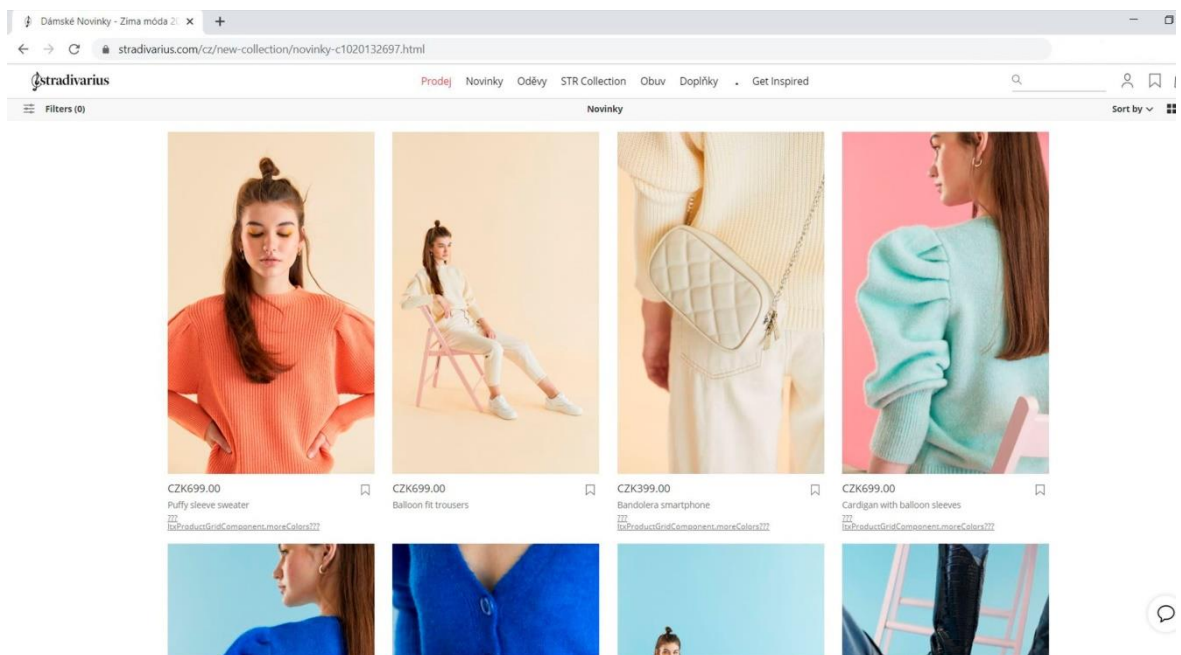 Dámské Novinky - Zima móda 2
stradivarius.com/cz/new-collection/novinky-c1020132697.html
stradivarius
Prodej Novinky Oděvy STR Collection Obuv Doplňky . Get Inspired
Filters (0) Novinky Sort by
CZK699.00 CZK699.00 CZK399.00 CZK699.00
Puffy sleeve sweater Balloon fit trousers Bandolera smartphone Cardigan with balloon sleeves
??? ??? ???
ItxProductGridComponent.moreColors??? ItxProductGridComponent.moreColors??? ItxProductGridComponent.moreColors???